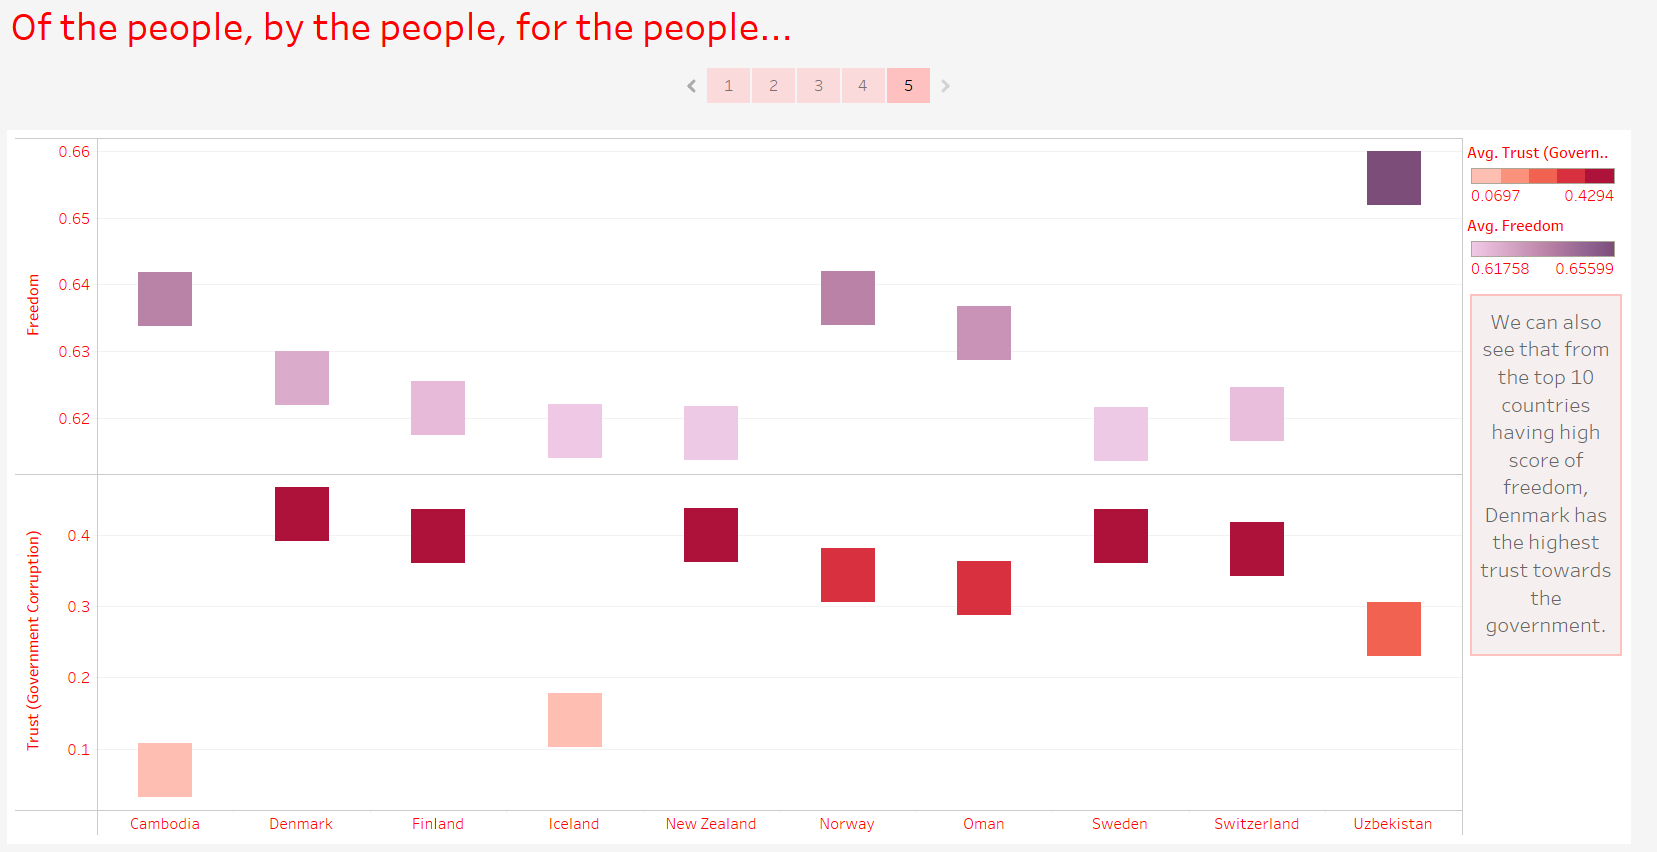 Of the people, by the people, for the people...
1 2 3 4 5
Freedom
0.66
0.65
0.64
0.63
0.62
Trust (Government Corruption)
0.4
0.3
0.2
0.1
Cambodia Denmark Finland Iceland New Zealand Norway Oman Sweden Switzerland Uzbekistan
Avg. Trust (Govern..
0.0697 0.4294
Avg. Freedom
0.61758 0.65599
We can also
see that from
the top 10
countries
having high
score of
freedom,
Denmark has
the highest
trust towards
the
government.